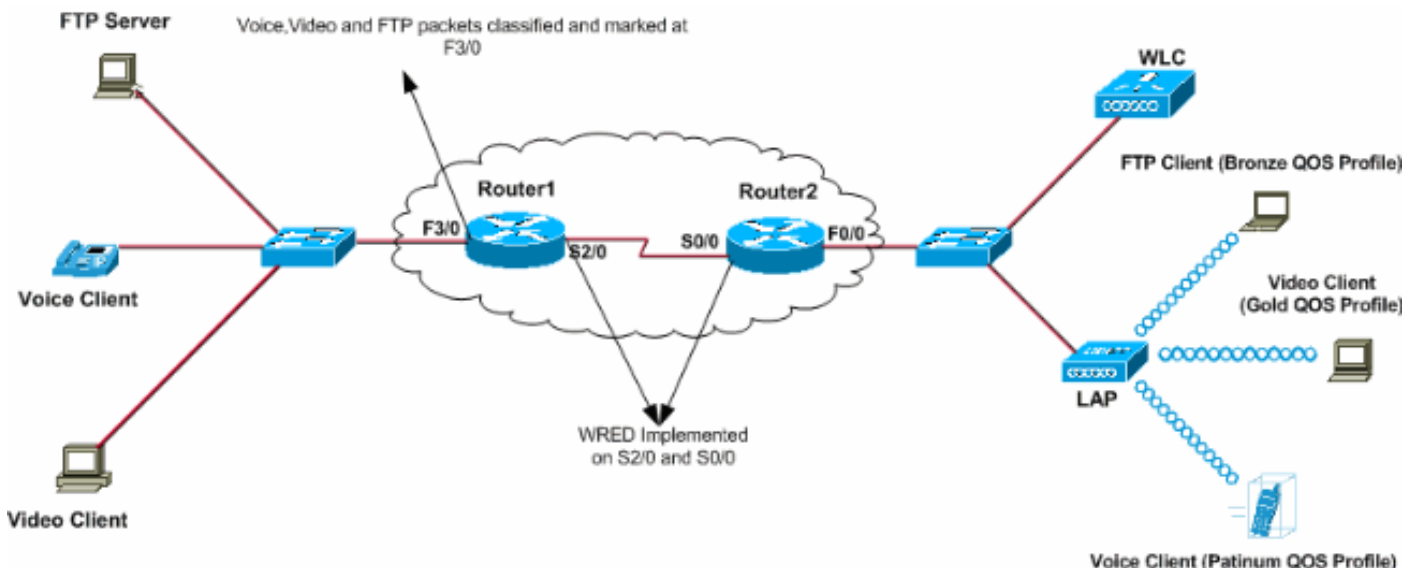 FTP Server
Voice,Video and FTP packets classified and marked at
F3/0
WLC
FTP Client (Bronze QOS Profile)
Router1
Router2
F3/0
S2/0
S0/0
F0/0
Voice Client
Video Client
(Gold QOS Profile)
LAP
WRED Implemented
on S2/0 and S0/0
Video Client
Voice Client (Patinum QOS Profile)